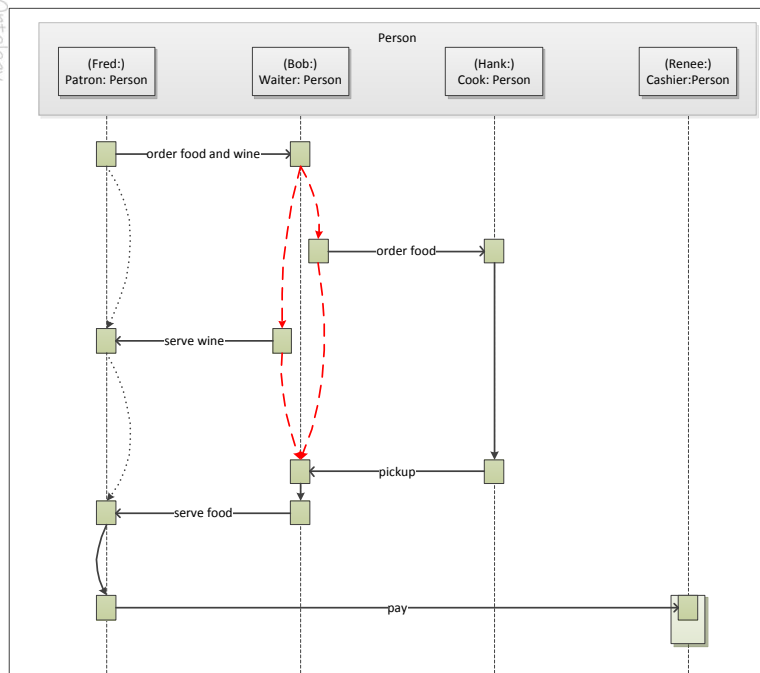 Ontology
Person
(Fred:)
Patron: Person
(Bob:)
Waiter: Person
(Hank:)
Cook: Person
(Renee:)
Cashier:Person
order food and wine
order food
serve wine
pickup
serve food
pay